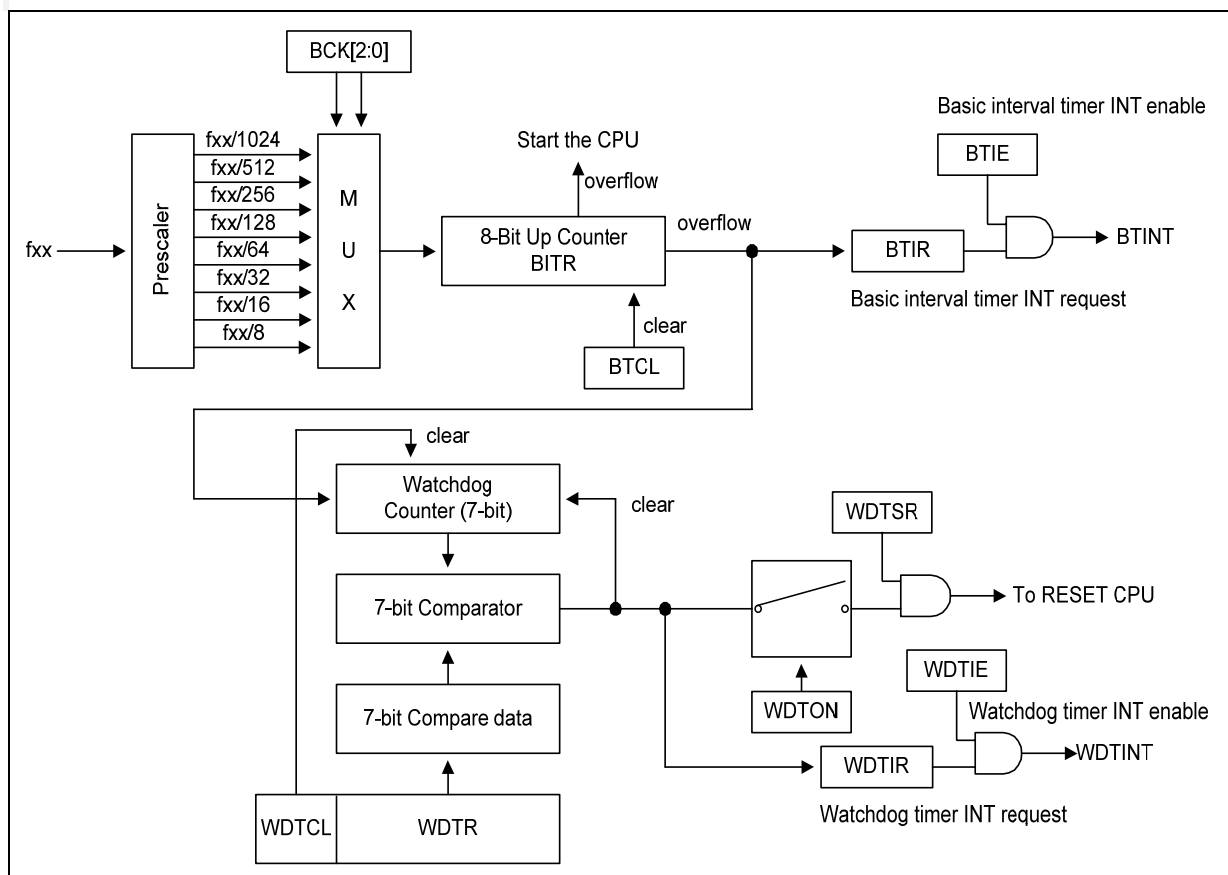 BCK[2:0]
Basic interval timer INT enable
BTIE
fxx/1024
fxx/512
fxx/256
fxx/128
fxx/64
fxx/32
fxx/16
fxx/8
fxx
Prescaler
M
U
X
Start the CPU
overflow
8-Bit Up Counter
BITR
overflow
BTIR
BTINT
Basic interval timer INT request
clear
BTCL
clear
Watchdog
Counter (7-bit)
clear
WDTSR
7-bit Comparator
To RESET CPU
WDTIE
7-bit Compare data
WDTON
Watchdog timer INT enable
WDTIR
WDTINT
Watchdog timer INT request
WDTCL
WDTR